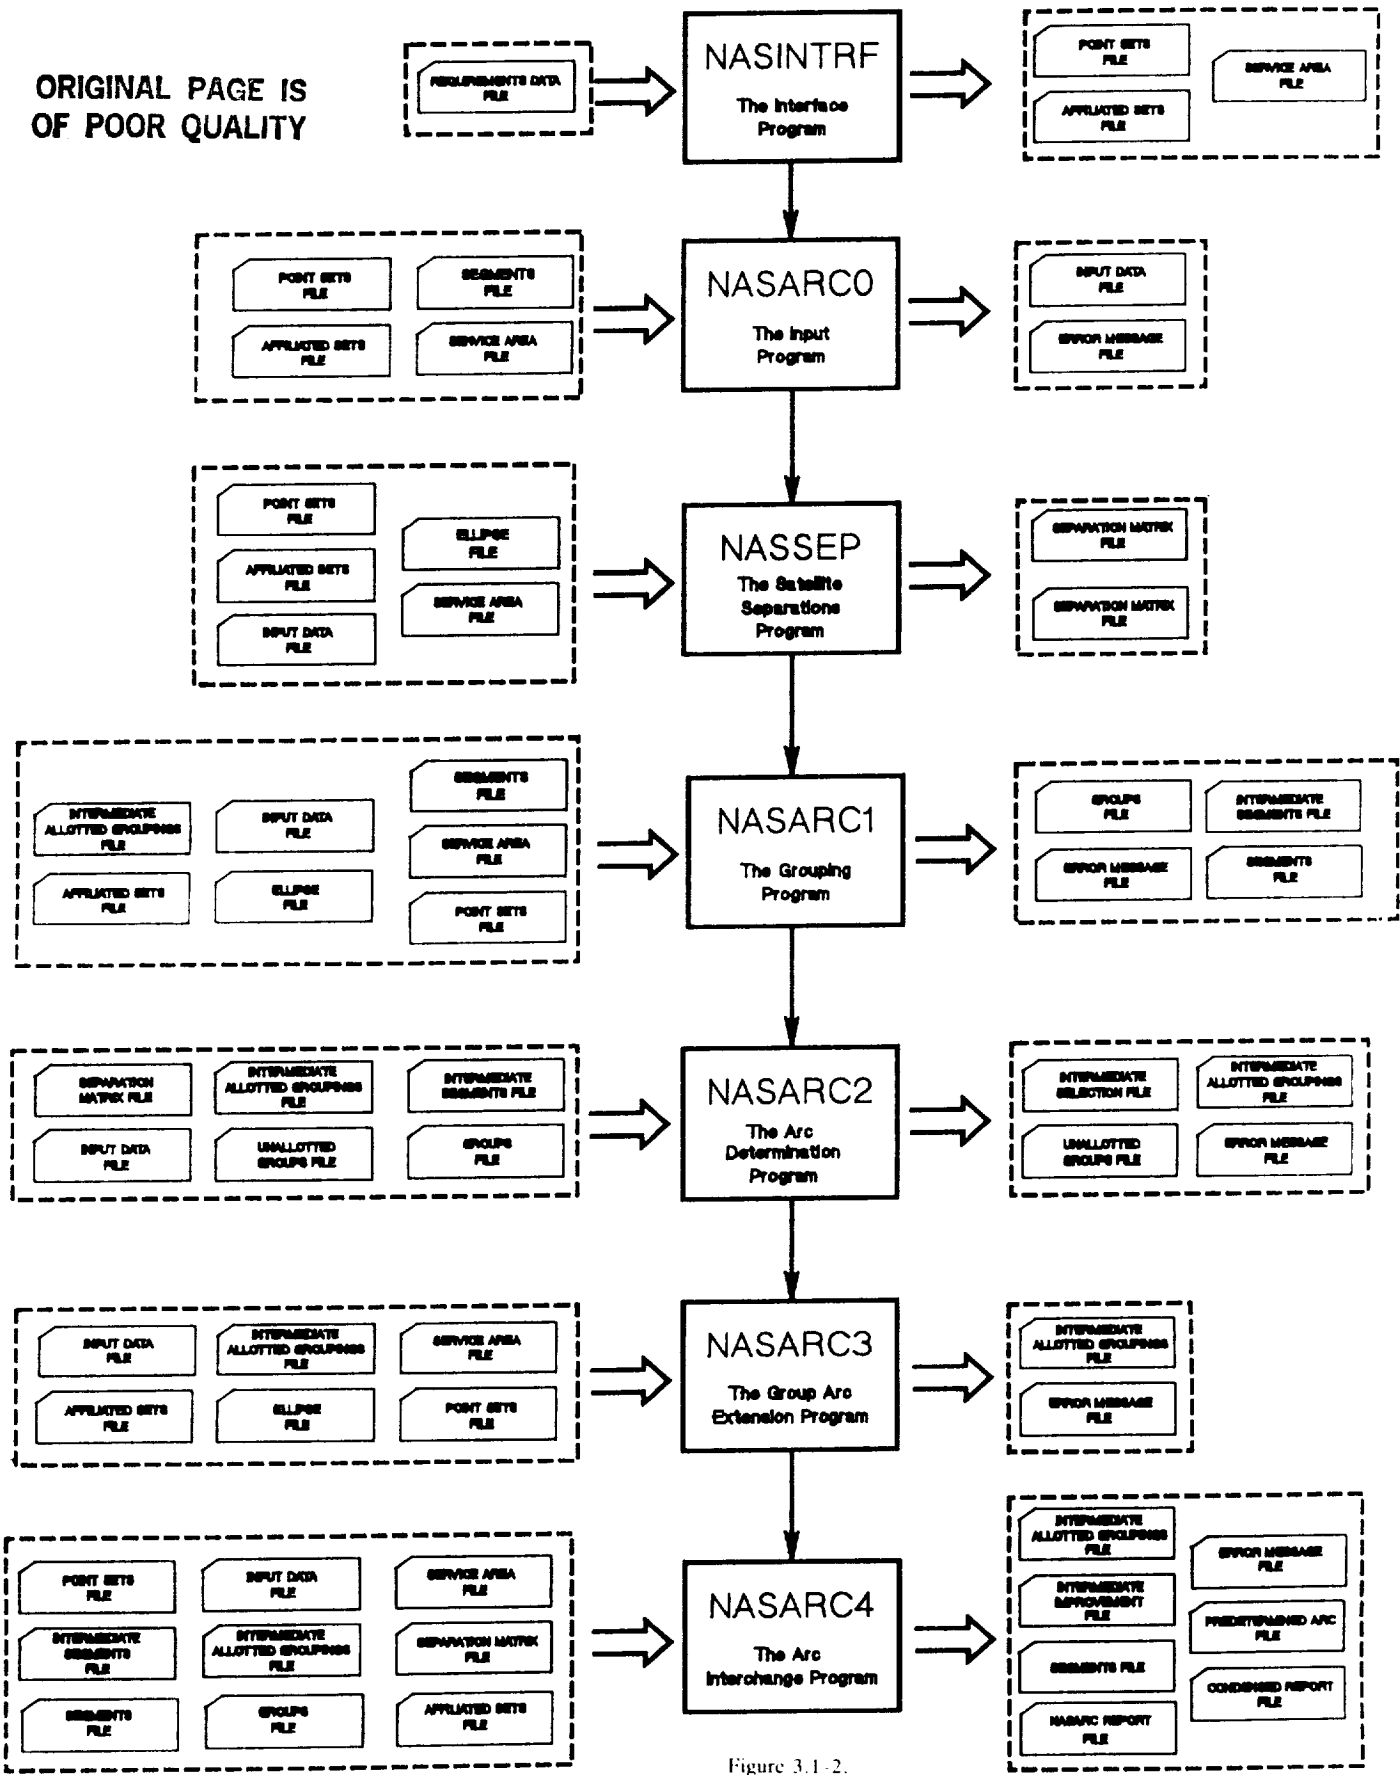 ORIGINAL PAGE IS
OF POOR QUALITY
REQUIREMENTS DATA
FILE
NASINTRF
The Interface
Program
POINT SETS
FILE
SERVICE AREA
FILE
AFFILIATED SETS
FILE
POINT SETS
FILE
SEGMENTS
FILE
AFFILIATED SETS
FILE
SERVICE AREA
FILE
NASARC0
The Input
Program
INPUT DATA
FILE
ERROR MESSAGE
FILE
POINT SETS
FILE
ELLIPSE
FILE
AFFILIATED SETS
FILE
SERVICE AREA
FILE
INPUT DATA
FILE
NASSEP
The Satellite
Separations
Program
SEPARATION MATRIX
FILE
SEPARATION MATRIX
FILE
SEGMENTS
FILE
INTERMEDIATE
ALLOTTED GROUPINGS
FILE
INPUT DATA
FILE
SERVICE AREA
FILE
AFFILIATED SETS
FILE
ELLIPSE
FILE
POINT SETS
FILE
NASARC1
The Grouping
Program
GROUPS
FILE
INTERMEDIATE
SEGMENTS FILE
ERROR MESSAGE
FILE
SEGMENTS
FILE
SEPARATION
MATRIX FILE
INTERMEDIATE
ALLOTTED GROUPINGS
FILE
INTERMEDIATE
SEGMENTS FILE
INPUT DATA
FILE
UNALLOTTED
GROUPS FILE
GROUPS
FILE
NASARC2
The Arc
Determination
Program
INTERMEDIATE
SELECTION FILE
INTERMEDIATE
ALLOTTED GROUPINGS
FILE
UNALLOTTED
GROUPS FILE
ERROR MESSAGE
FILE
INPUT DATA
FILE
INTERMEDIATE
ALLOTTED GROUPINGS
FILE
SERVICE AREA
FILE
AFFILIATED SETS
FILE
ELLIPSE
FILE
POINT SETS
FILE
NASARC3
The Group Arc
Extension Program
INTERMEDIATE
ALLOTTED GROUPINGS
FILE
ERROR MESSAGE
FILE
POINT SETS
FILE
INPUT DATA
FILE
SERVICE AREA
FILE
INTERMEDIATE
SEGMENTS
FILE
INTERMEDIATE
ALLOTTED GROUPINGS
FILE
SEPARATION MATRIX
FILE
SEGMENTS
FILE
GROUPS
FILE
AFFILIATED SETS
FILE
NASARC4
The Arc
Interchange Program
INTERMEDIATE
ALLOTTED GROUPINGS
FILE
ERROR MESSAGE
FILE
INTERMEDIATE
IMPROVEMENT
FILE
PREDETERMINED ARC
FILE
SEGMENTS FILE
CONDENSED REPORT
FILE
NASARC REPORT
FILE
Figure 3.1-2.